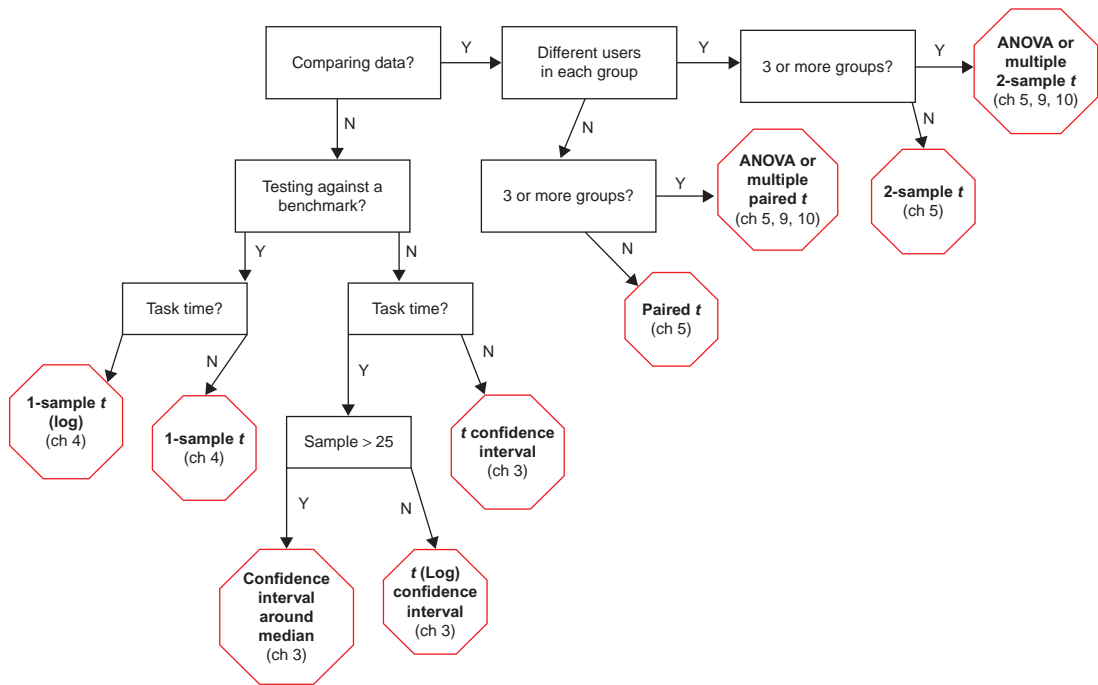 Comparing data?
Y
Different users
in each group
Y
3 or more groups?
Y
ANOVA or
multiple
2-sample t
(ch 5, 9, 10)
N
N
N
2-sample t
(ch 5)
Testing against a
benchmark?
3 or more groups?
Y
ANOVA or
multiple
paired t
(ch 5, 9, 10)
Y
N
N
Paired t
(ch 5)
Task time?
Task time?
N
Y
N
1-sample t
(log)
(ch 4)
1-sample t
(ch 4)
Sample > 25
t confidence
interval
(ch 3)
Y
N
Confidence
interval
around
median
(ch 3)
t (Log)
confidence
interval
(ch 3)